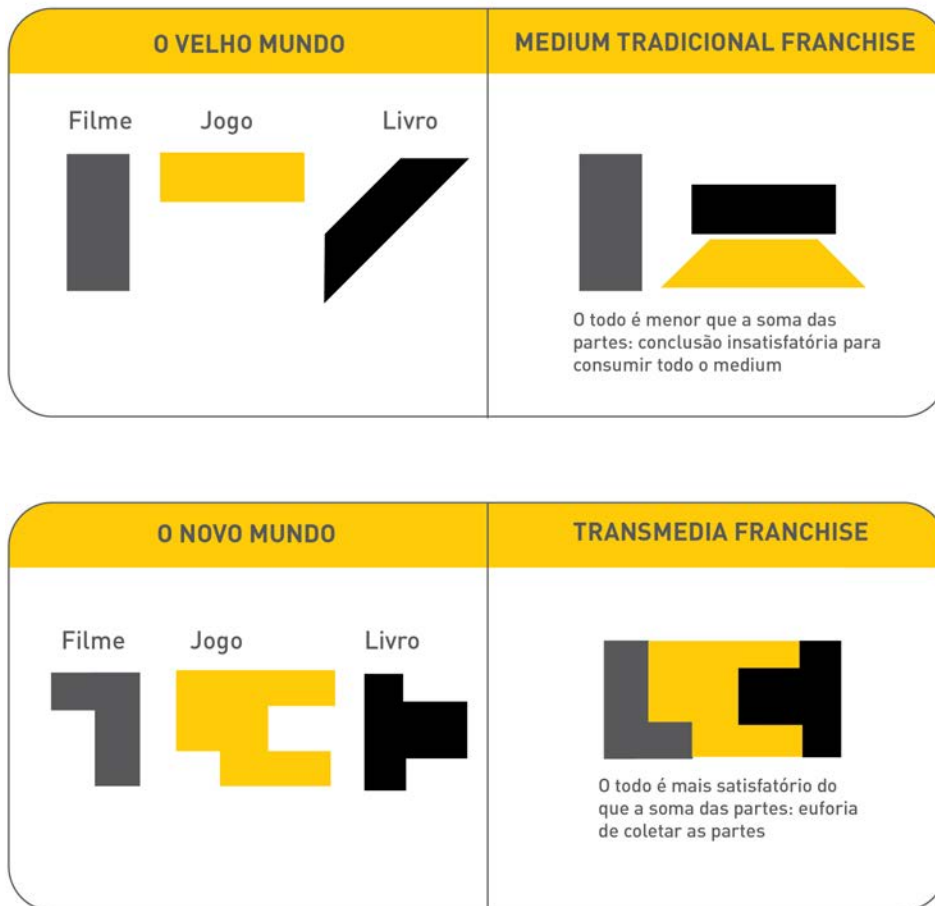 O VELHO MUNDO
MEDIUM TRADICIONAL FRANCHISE
Filme
Jogo
Livro
O todo é menor que a soma das
partes: conclusão insatisfatória para
consumir todo o medium
O NOVO MUNDO
TRANSMEDIA FRANCHISE
Filme
Jogo
Livro
O todo é mais satisfatório do
que a soma das partes: euforia
de coletar as partes